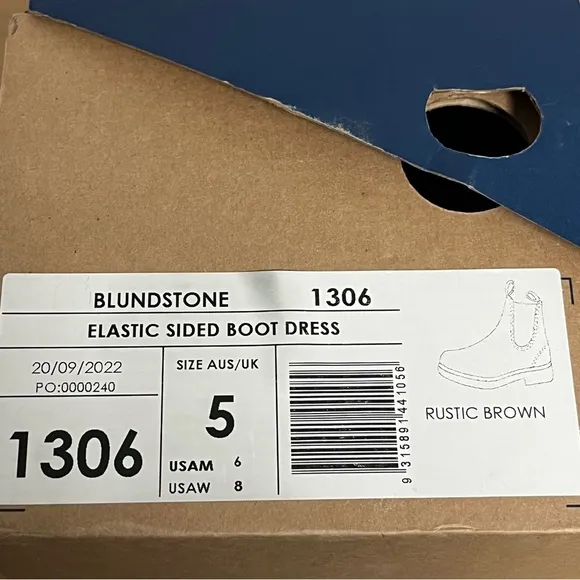 BLUNDSTONE 1306
ELASTIC SIDED BOOT DRESS
20/09/2022
PO:0000240
1306
SIZE AUS/UK
5
USAM 6
USAW 8
9 315891 441056
RUSTIC BROWN